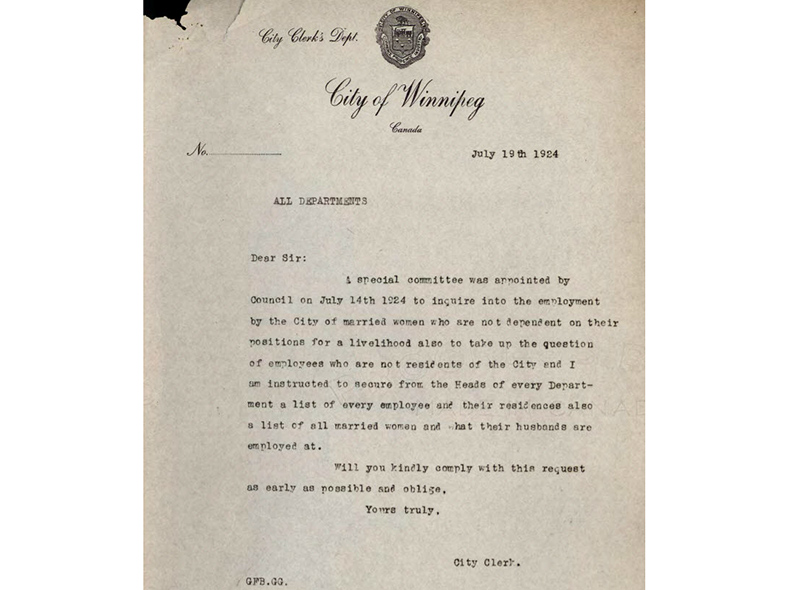 City Clerk's Dept.
City of Winnipeg
Canada
No.
July 19th 1924
ALL DEPARTMENTS
Dear Sir:
A special committee was appointed by
Council on July 14th 1924 to inquire into the employment
by the City of married women who are not dependent on their
positions for a livelihood also to take up the question
of employees who are not residents of the City and I
am instructed to secure from the Heads of every Depart-
ment a list of every employee and their residences also
a list of all married women and what their husbands are
employed at.
Will you kindly comply with this request
as early as possible and oblige,
Yours truly,
City Clerk.
GFB.GG.